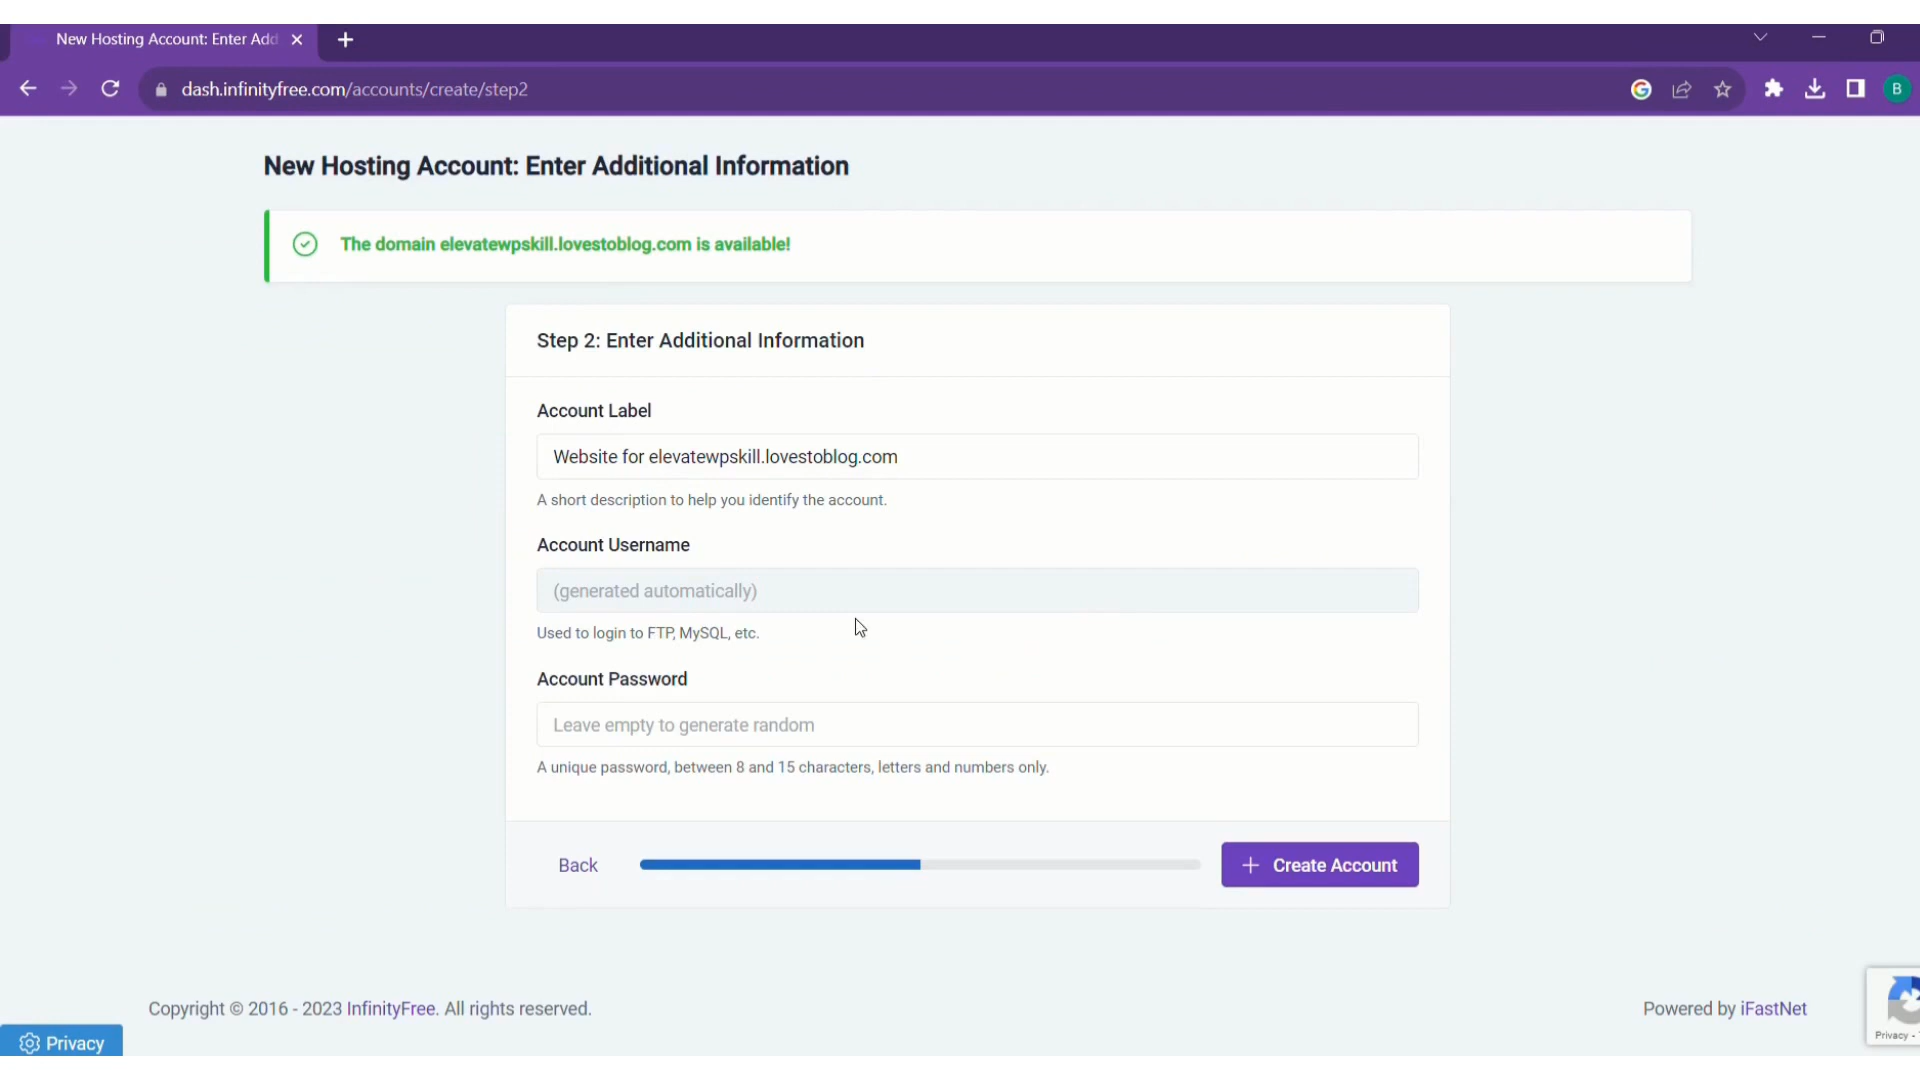 New Hosting Account: Enter Add
dash.infinityfree.com/accounts/create/step2
B
New Hosting Account: Enter Additional Information
The domain elevatewpskill.lovestoblog.com is available!
Step 2: Enter Additional Information
Account Label
Website for elevatewpskill.lovestoblog.com
A short description to help you identify the account.
Account Username
(generated automatically)
Used to login to FTP, MySQL, etc.
Account Password
Leave empty to generate random
A unique password, between 8 and 15 characters, letters and numbers only.
Back
Create Account
Copyright © 2016 - 2023 InfinityFree. All rights reserved.
Powered by iFastNet
Privacy -
Privacy